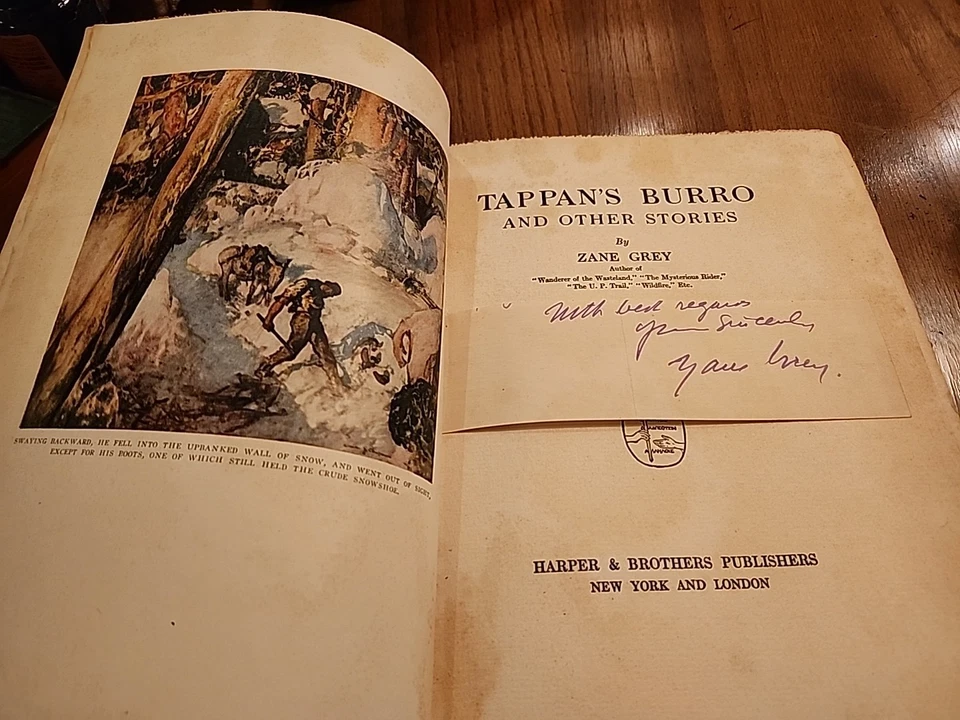 SWAYING BACKWARD, HE FELL INTO THE UPBANKED WALL OF SNOW, AND WENT OUT OF SIGHT,
EXCEPT FOR HIS BOOTS, ONE OF WHICH STILL HELD THE CRUDE SNOWSHOE.
TAPPAN'S BURRO
AND OTHER STORIES
By
ZANE GREY
Author of
"Wanderer of the Wasteland," "The Mysterious Rider,"
"The U. P. Trail," "Wildfire," Etc.
With best regards
Yours Sincerely
Zane Grey.
HARPER & BROTHERS PUBLISHERS
NEW YORK AND LONDON